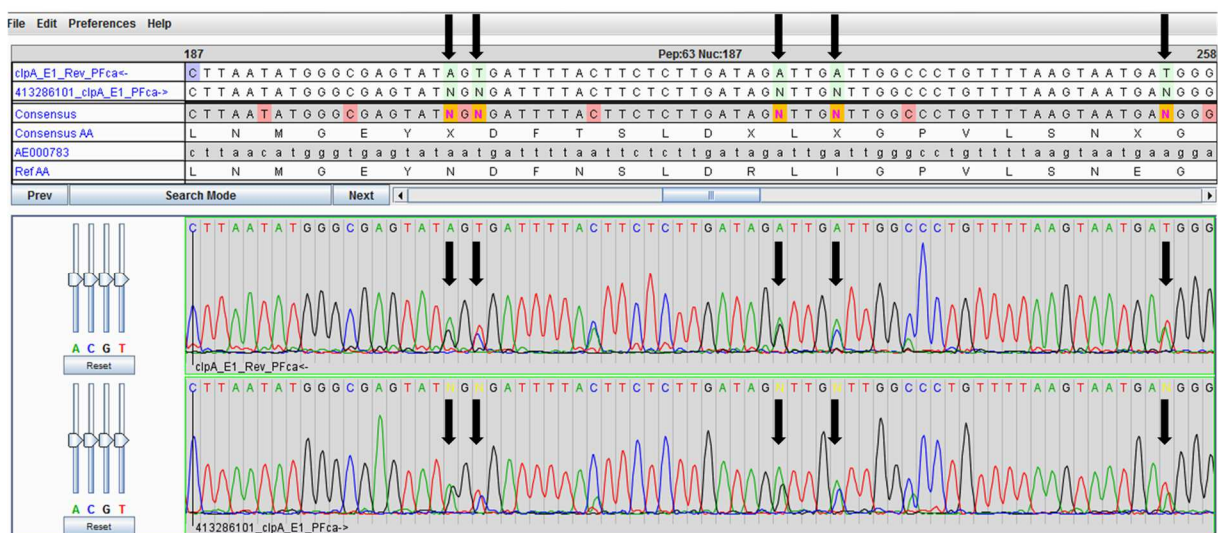 File Edit Preferences Help
187 Pep:63 Nuc:187 258
clpA_E1_Rev_PFca<- C T T A A T A T G G G C G A G T A T A G T G A T T T T A C T T C T C T T G A T A G A T T G A T T G G C C C T G T T T T A A G T A A T G A T G G G
413286101_clpA_E1_PFca-> C T T A A T A T G G G C G A G T A T N G N G A T T T T A C T T C T C T T G A T A G N T T G N T T G G C C C T G T T T T A A G T A A T G A N G G G
Consensus C T T A A T A T G G G C G A G T A T N G N G A T T T T A C T T C T C T T G A T A G N T T G N T T G G C C C T G T T T T A A G T A A T G A N G G G
Consensus AA L N M G E Y X D F T S L D X L X G P V L S N X G
AE000783 c t t a a c a t g g g t g a g t a t a a t g a t t t t a a t t c t c t t g a t a g a t t g a t t g g g c c t g t t t t a a g t a a t g a a g g a
Ref AA L N M G E Y N D F N S L D R L I G P V L S N E G
Prev Search Mode Next
C T T A A T A T G G G C G A G T A T A G T G A T T T T A C T T C T C T T G A T A G A T T G A T T G G C C C T G T T T T A A G T A A T G A T G G G
A C G T
Reset
clpA_E1_Rev_PFca<-
C T T A A T A T G G G C G A G T A T N G N G A T T T T A C T T C T C T T G A T A G N T T G N T T G G C C C T G T T T T A A G T A A T G A N G G G
A C G T
Reset
413286101_clpA_E1_PFca->